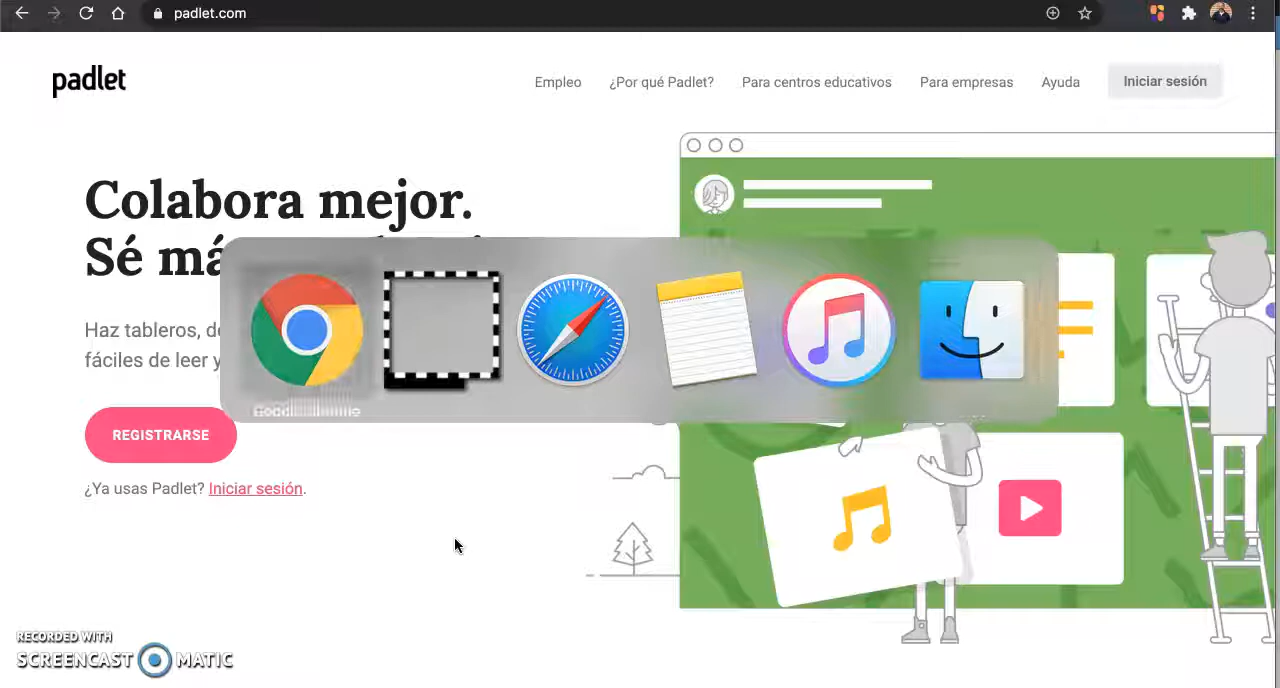 padlet.com
padlet
Empleo
¿Por qué Padlet?
Para centros educativos
Para empresas
Ayuda
Iniciar sesión
Colabora mejor.
Sé
Haz tableros,
fáciles de leer y
REGISTRARSE
¿Ya usas Padlet? Iniciar sesión.
RECORDED WITH
SCREENCAST MATIC